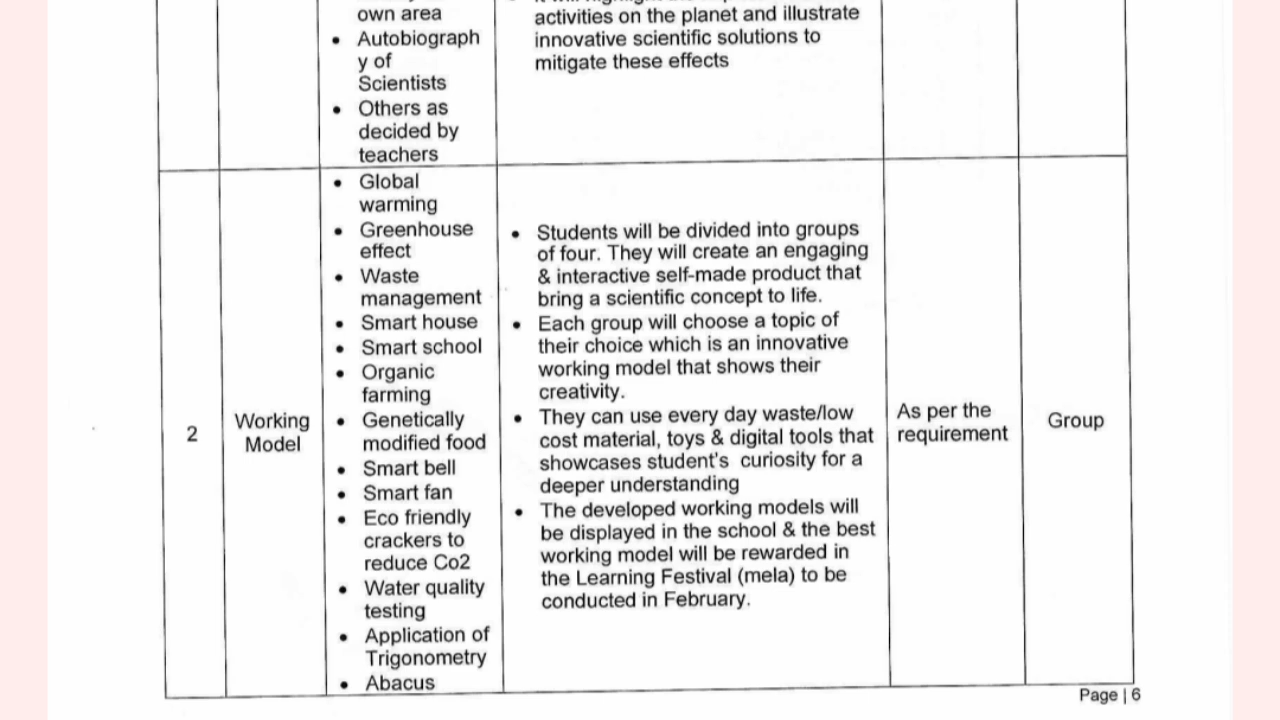 own area
• Autobiograph
y of
Scientists
• Others as
decided by
teachers
activities on the planet and illustrate
innovative scientific solutions to
mitigate these effects
2
Working
Model
• Global
warming
• Greenhouse
effect
• Waste
management
• Smart house
• Smart school
• Organic
farming
• Genetically
modified food
• Smart bell
• Smart fan
• Eco friendly
crackers to
reduce Co2
• Water quality
testing
• Application of
Trigonometry
• Abacus
• Students will be divided into groups
of four. They will create an engaging
& interactive self-made product that
bring a scientific concept to life.
• Each group will choose a topic of
their choice which is an innovative
working model that shows their
creativity.
• They can use every day waste/low
cost material, toys & digital tools that
showcases student's curiosity for a
deeper understanding
• The developed working models will
be displayed in the school & the best
working model will be rewarded in
the Learning Festival (mela) to be
conducted in February.
As per the
requirement
Group
Page | 6